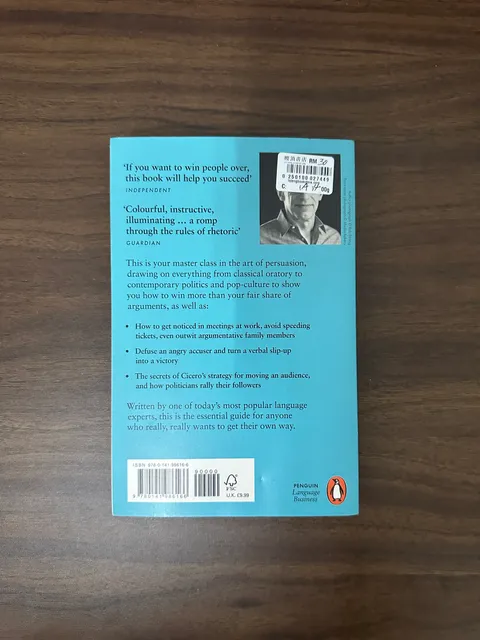 'If you want to win people over,
this book will help you succeed'
INDEPENDENT
'Colourful, instructive,
illuminating … a romp
through the rules of rhetoric'
GUARDIAN
RM 30
This is your master class in the art of persuasion,
drawing on everything from classical oratory to
contemporary politics and pop-culture to show
you how to win more than your fair share of
arguments, as well as:
• How to get noticed in meetings at work, avoid speeding
tickets, even outwit argumentative family members
• Defuse an angry accuser and turn a verbal slip-up
into a victory
• The secrets of Cicero's strategy for moving an audience,
and how politicians rally their followers
Written by one of today's most popular language
experts, this is the essential guide for anyone
who really, really wants to get their own way.
90000
FSC
U.K. £9.99
PENGUIN
Language
Business